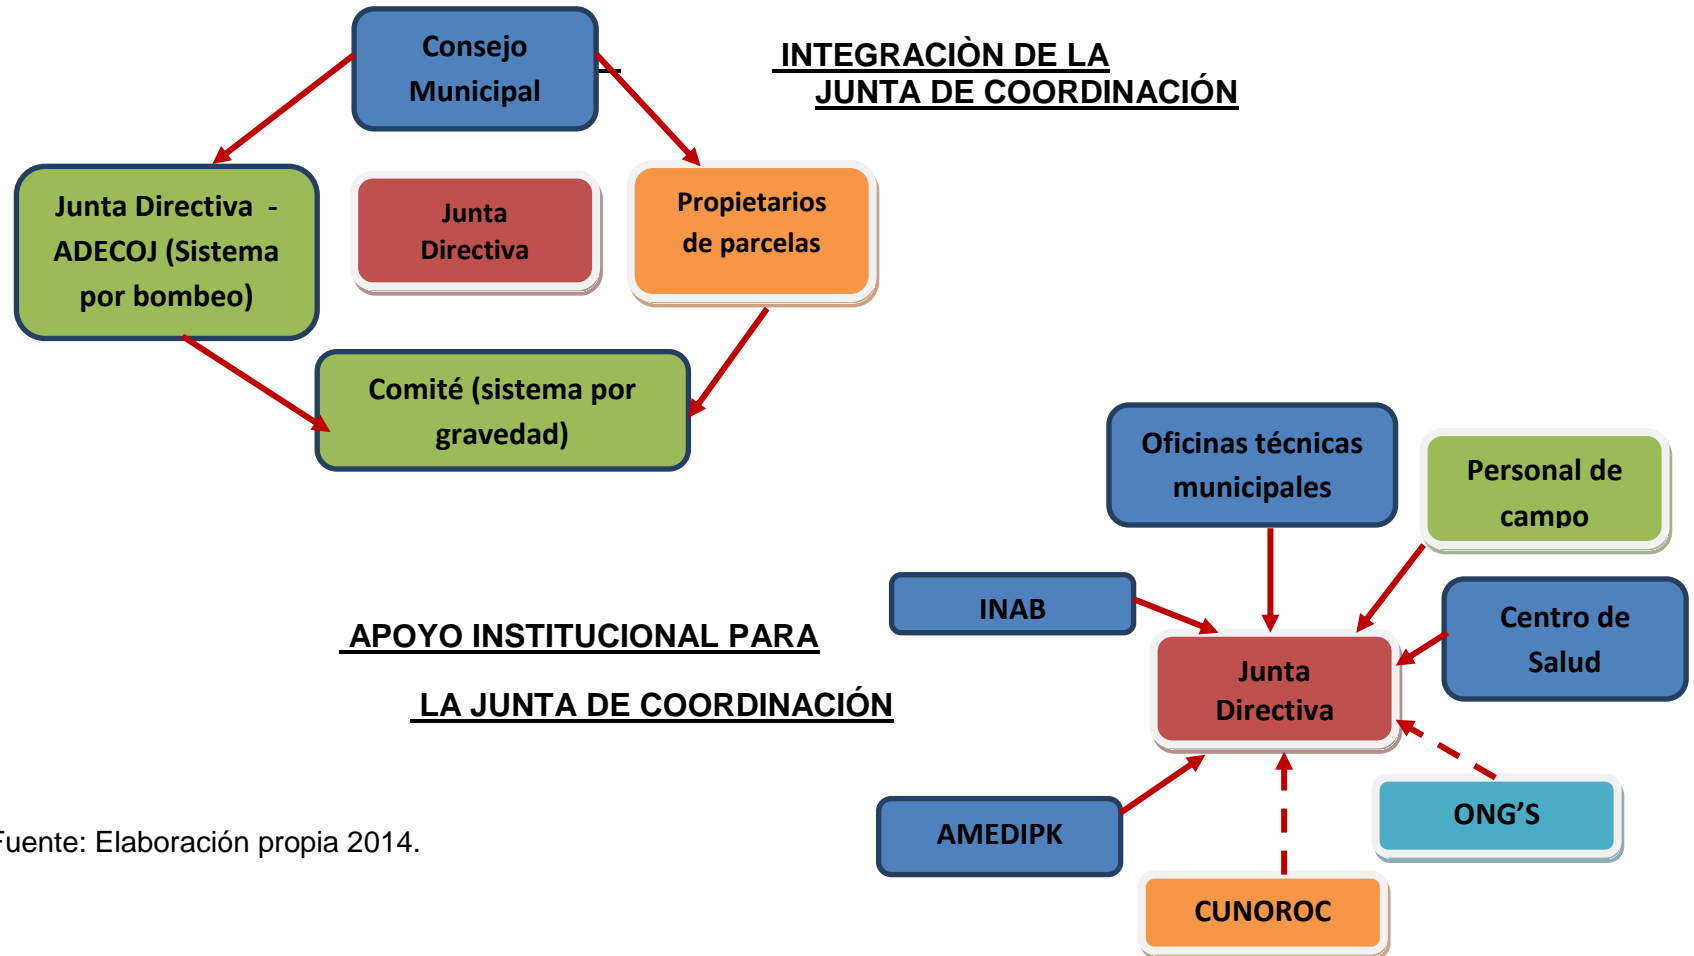 Consejo
Municipal
INTEGRACIÒN DE LA
JUNTA DE COORDINACIÓN
Junta Directiva -
ADECOJ (Sistema
por bombeo)
Junta
Directiva
Propietarios
de parcelas
Comité (sistema por
gravedad)
Oficinas técnicas
municipales
Personal de
campo
INAB
Centro de
Salud
APOYO INSTITUCIONAL PARA
LA JUNTA DE COORDINACIÓN
Junta
Directiva
ONG’S
AMEDIPK
Fuente: Elaboración propia 2014.
CUNOROC